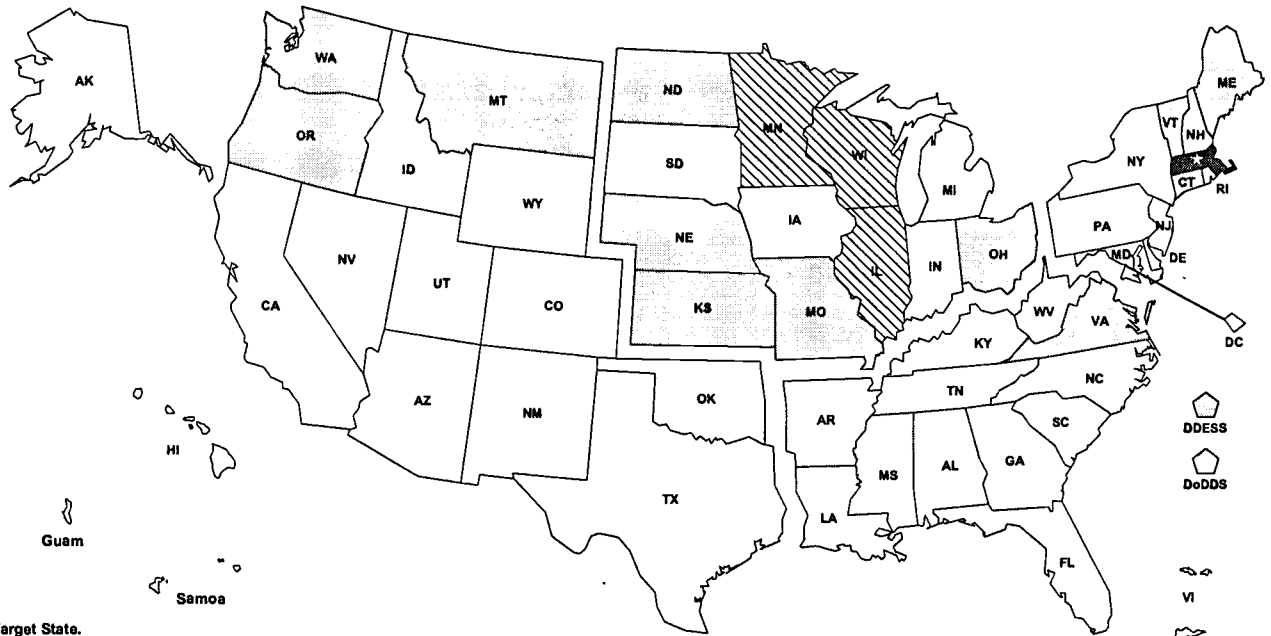 AK
WA
MT
ND
MN
ME
VT
NH
OR
ID
SD
WI
NY
MI
CT
RI
WY
IA
PA
NJ
NE
OH
MD
DE
NV
UT
IL
IN
CA
CO
KS
MO
WV
VA
KY
DC
AZ
NM
OK
AR
TN
NC
SC
DDESS
HI
MS
AL
GA
DoDDS
TX
LA
Guam
FL
Samoa
VI
arget State.